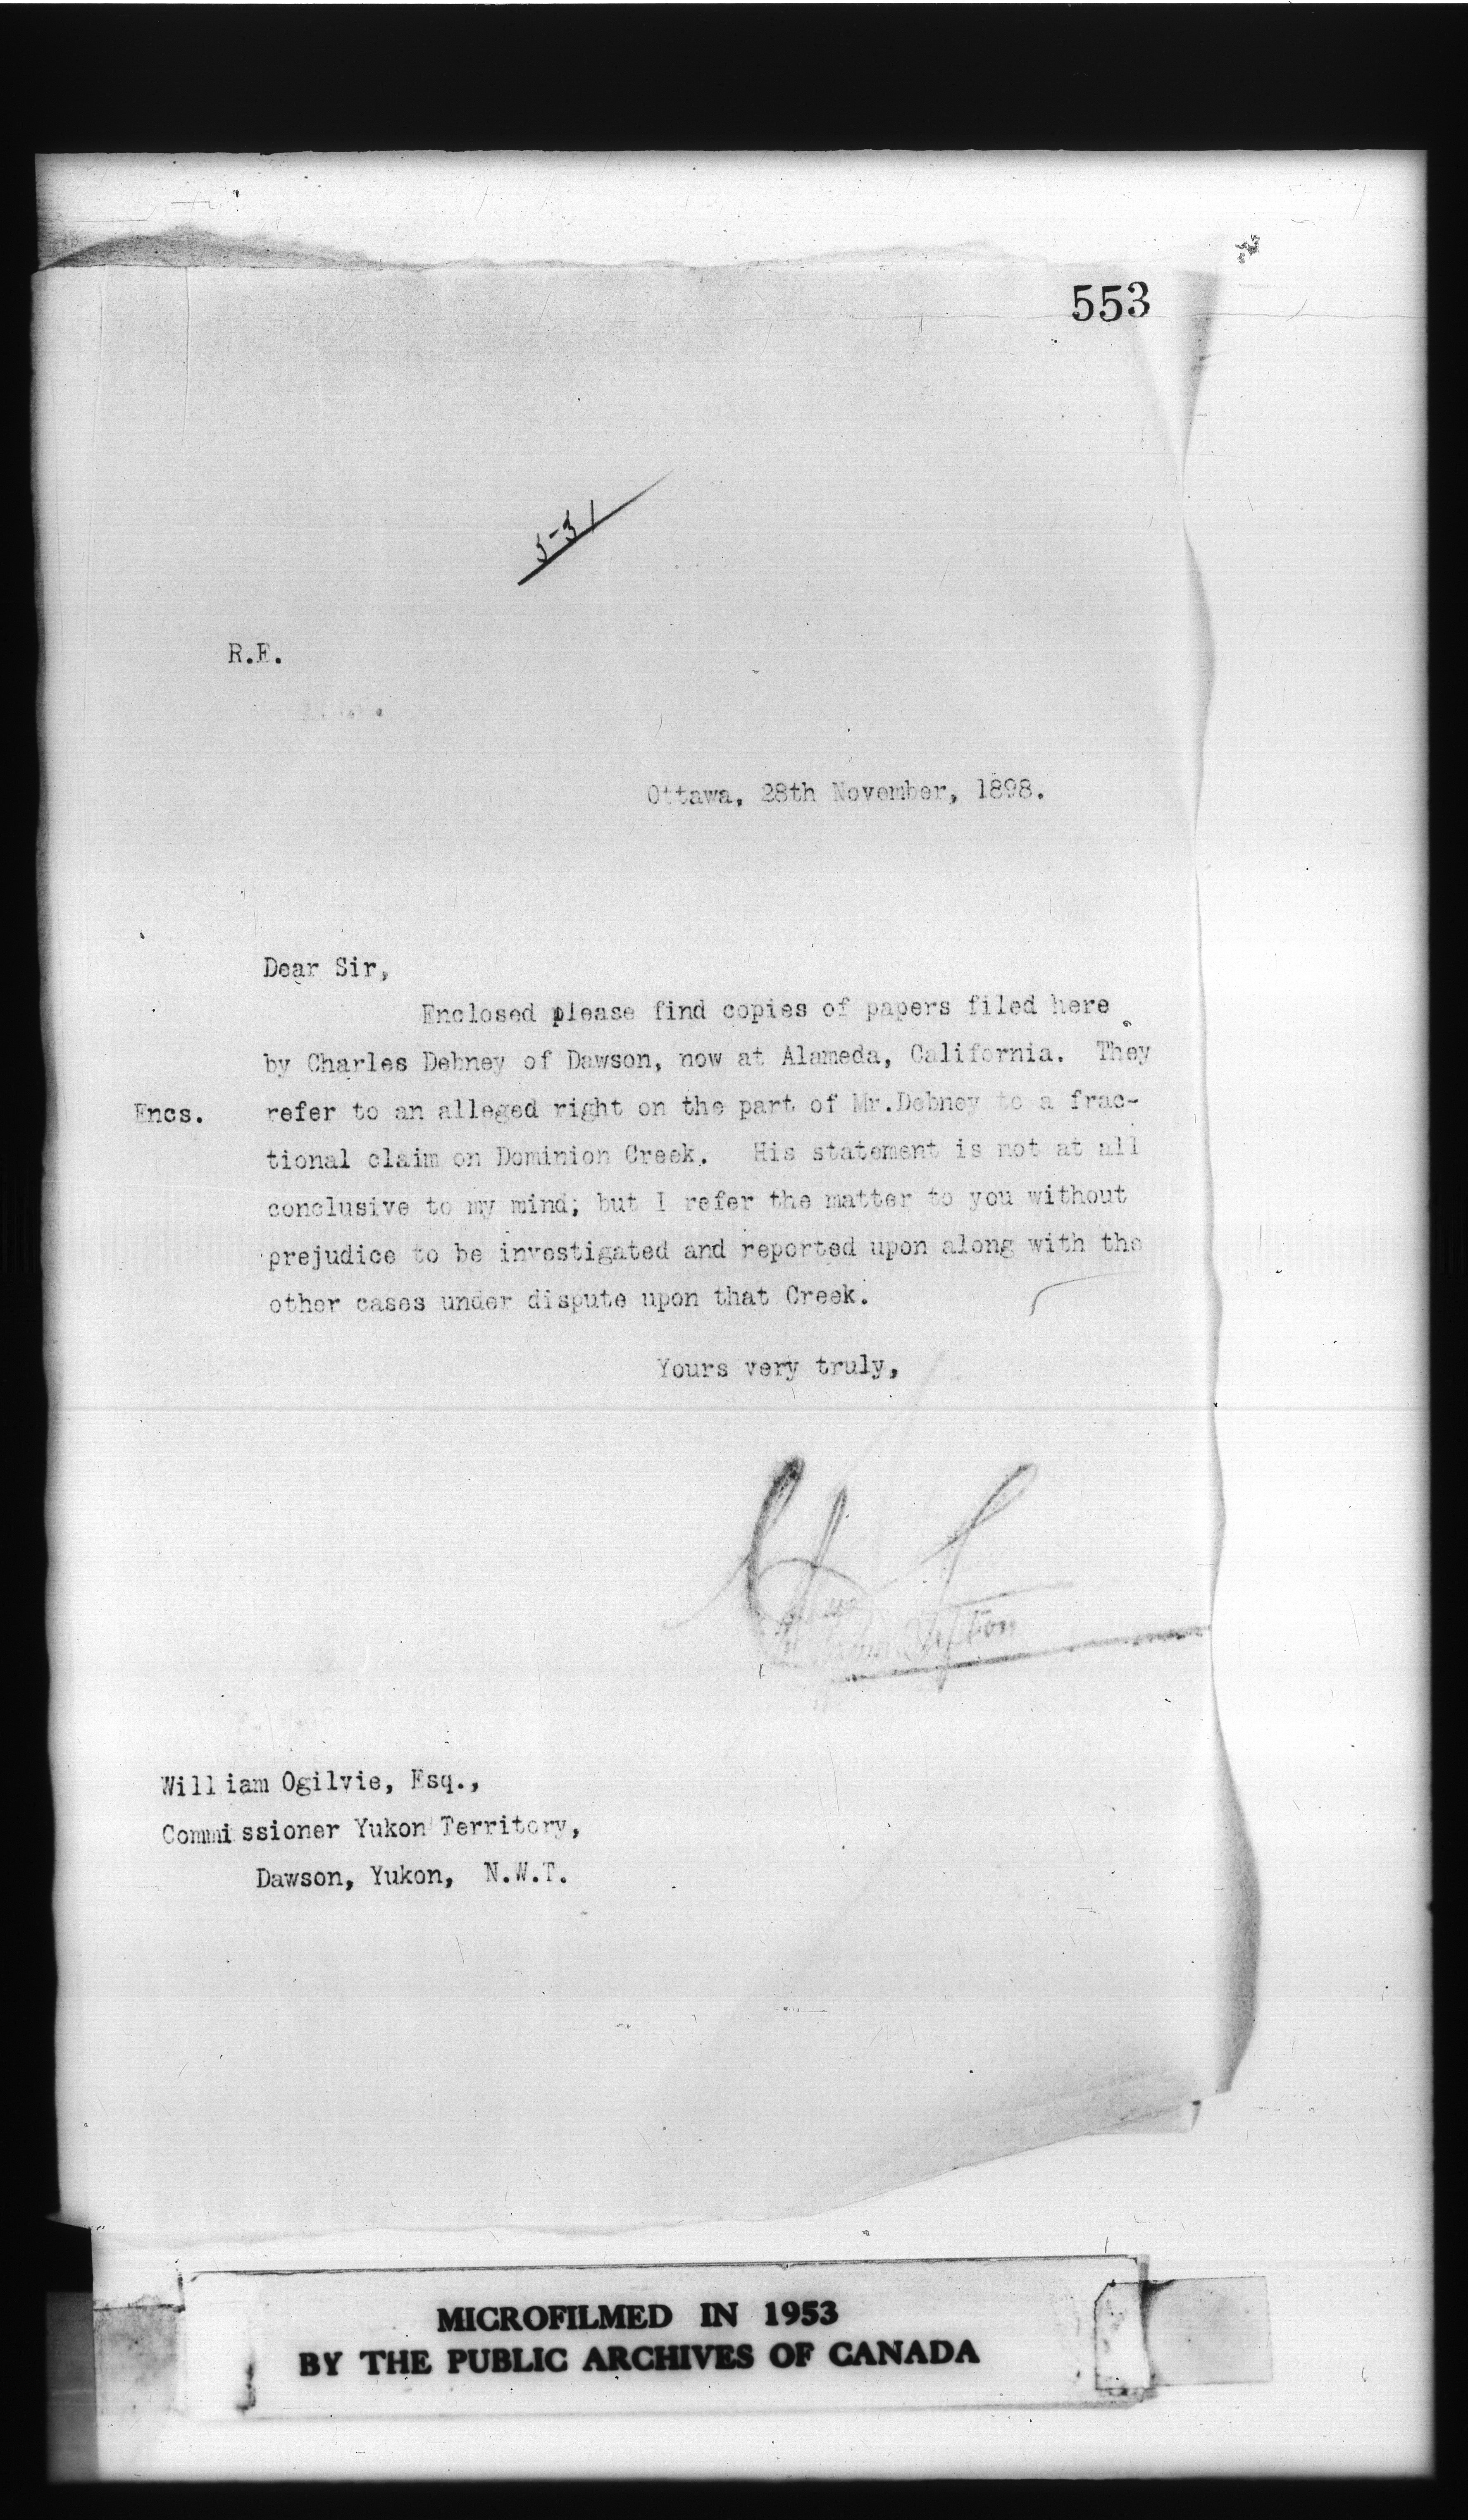 553
531
R.E.
Ottawa, 28th November, 1898.
Dear Sir,
Enclosed please find copies of papers filed here
by Charles Debney of Dawson, now at Alameda, California. They
Encs. refer to an alleged right on the part of Mr.Debney to a frac-
tional claim on Dominion Creek. His statement is not at all
conclusive to my mind; but I refer the matter to you without
prejudice to be investigated and reported upon along with the
other cases under dispute upon that Creek.
Yours very truly,
Sifton
William Ogilvie, Esq.,
Commissioner Yukon Territory,
Dawson, Yukon, N.W.T.
MICROFILMED IN 1953
BY THE PUBLIC ARCHIVES OF CANADA